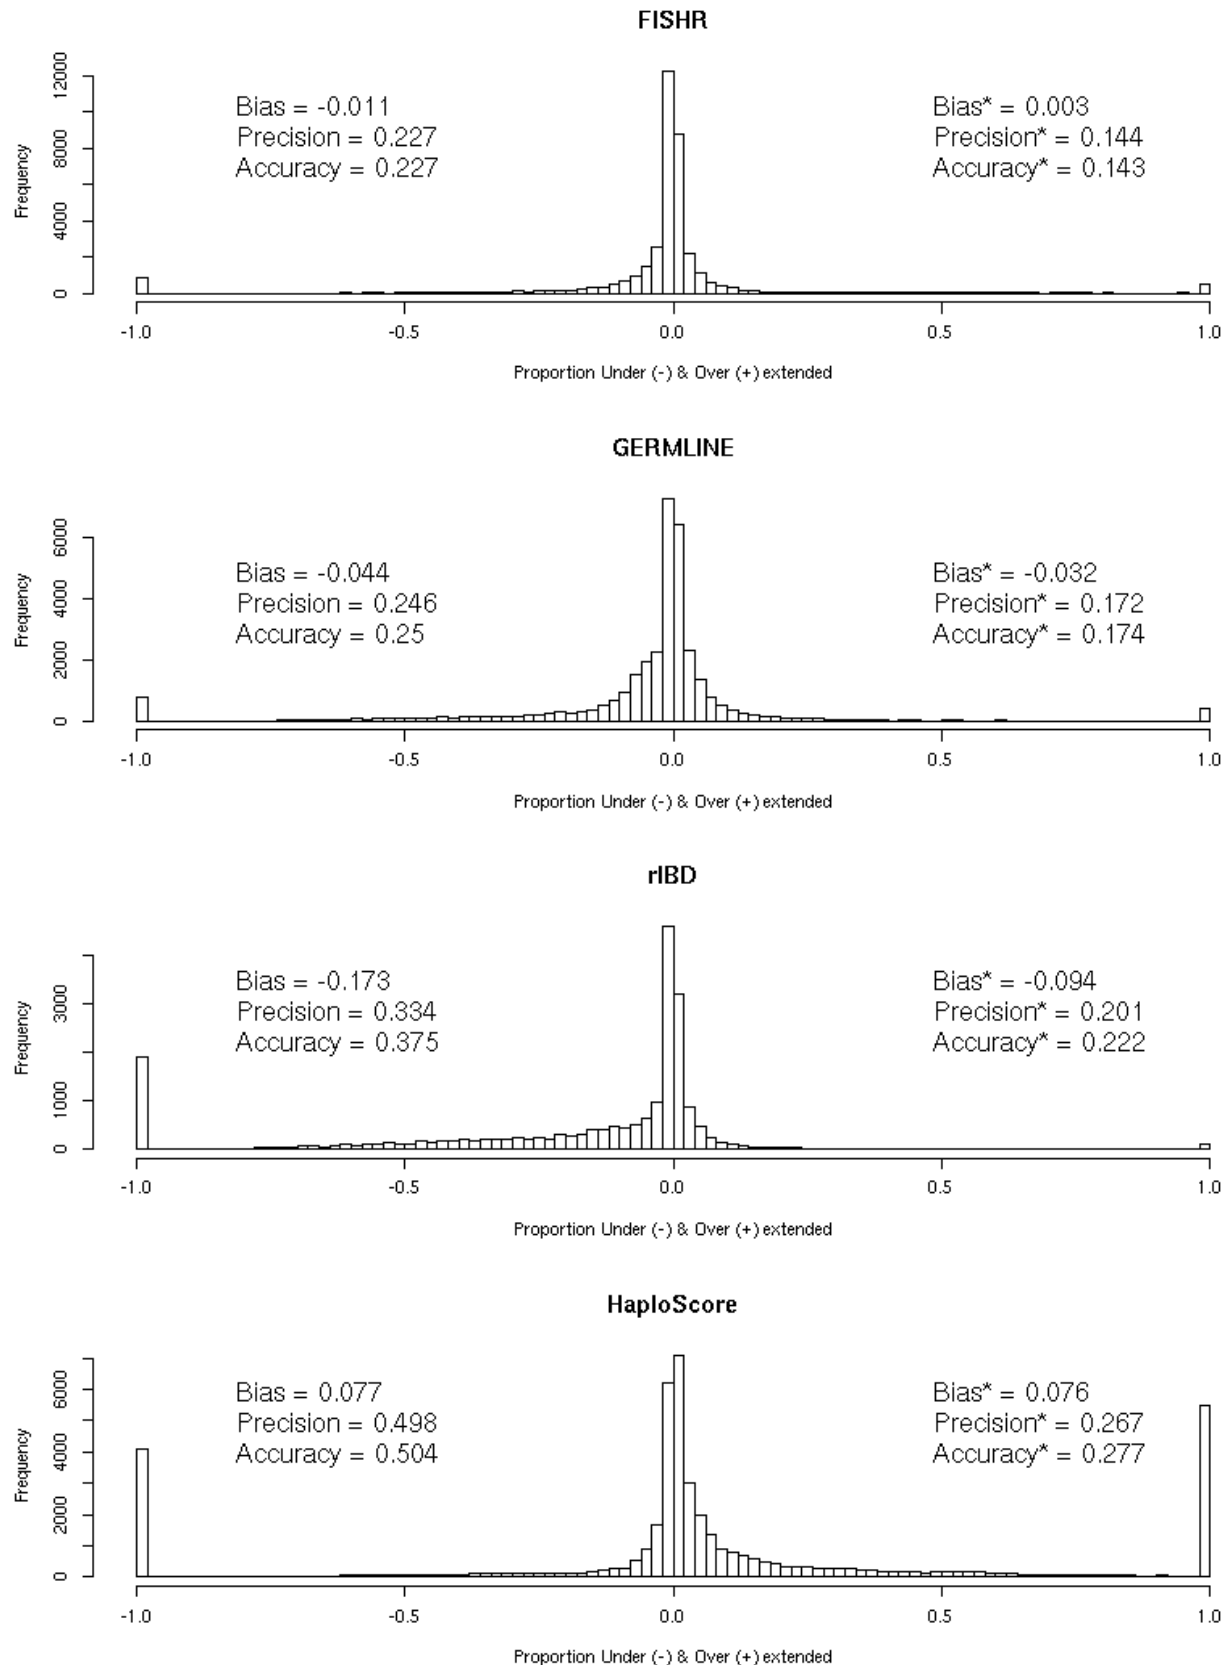 FISHR
Bias = -0.011
Precision = 0.227
Accuracy = 0.227
Bias* = 0.003
Precision* = 0.144
Accuracy* = 0.143
Frequency
12000
8000
4000
0
-1.0 -0.5 0.0 0.5 1.0
Proportion Under (-) & Over (+) extended
GERMLINE
Bias = -0.044
Precision = 0.246
Accuracy = 0.25
Bias* = -0.032
Precision* = 0.172
Accuracy* = 0.174
Frequency
6000
4000
2000
0
-1.0 -0.5 0.0 0.5 1.0
Proportion Under (-) & Over (+) extended
rIBD
Bias = -0.173
Precision = 0.334
Accuracy = 0.375
Bias* = -0.094
Precision* = 0.201
Accuracy* = 0.222
Frequency
3000
1000
0
-1.0 -0.5 0.0 0.5 1.0
Proportion Under (-) & Over (+) extended
HaploScore
Bias = 0.077
Precision = 0.498
Accuracy = 0.504
Bias* = 0.076
Precision* = 0.267
Accuracy* = 0.277
Frequency
6000
4000
2000
0
-1.0 -0.5 0.0 0.5 1.0
Proportion Under (-) & Over (+) extended